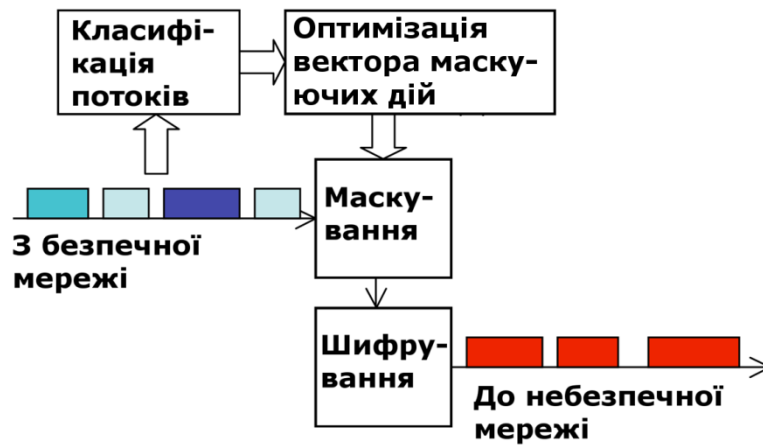 Класифі-
кація
потоків
Оптимізація
вектора маску-
ючих дій
Маску-
вання
З безпечної
мережі
Шифру-
вання
До небезпечної
мережі